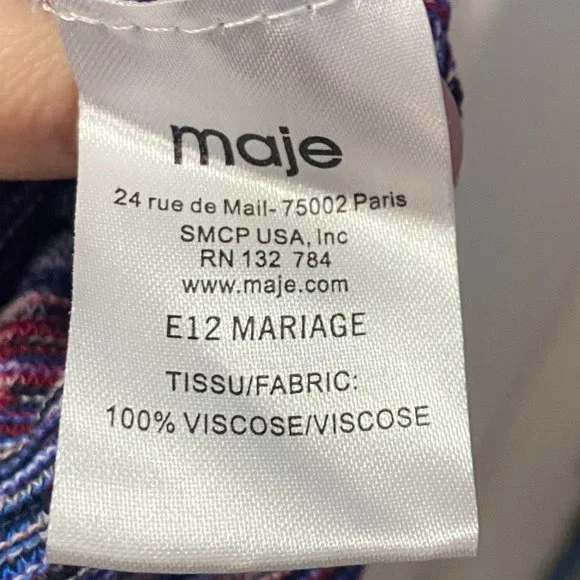 maje
24 rue de Mail- 75002 Paris
SMCP USA, Inc
RN 132 784
www.maje.com
E12 MARIAGE
TISSU/FABRIC:
100% VISCOSE/VISCOSE